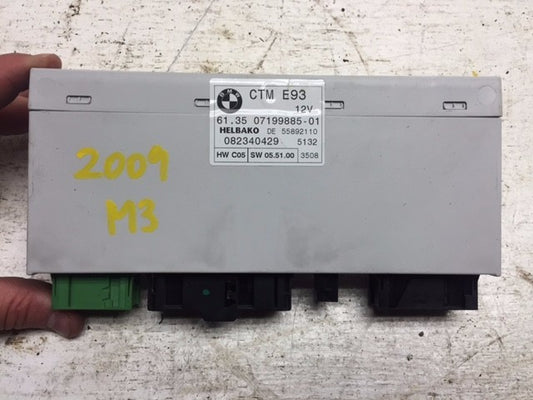 CTM E93
12V
61.35 07199885-01
HELBAKO DE 55892110
082340429 5132
HW C05 SW 05.51.00 3508
2009
M3